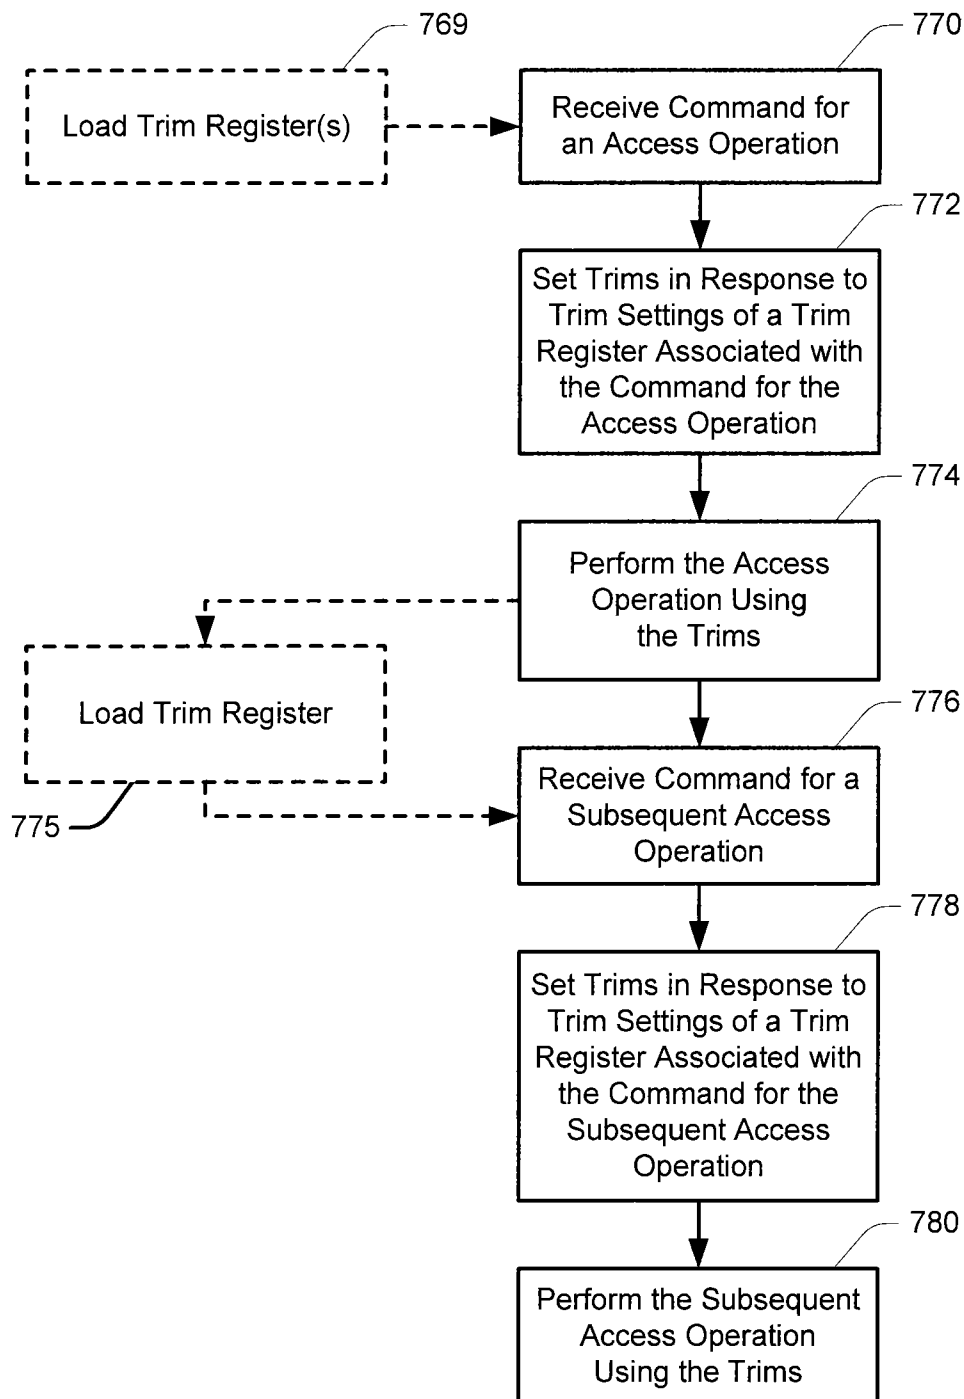 769
Load Trim Register(s)
770
Receive Command for
an Access Operation
772
Set Trims in Response to
Trim Settings of a Trim
Register Associated with
the Command for the
Access Operation
774
Perform the Access
Operation Using
the Trims
Load Trim Register
775
776
Receive Command for a
Subsequent Access
Operation
778
Set Trims in Response to
Trim Settings of a Trim
Register Associated with
the Command for the
Subsequent Access
Operation
780
Perform the Subsequent
Access Operation
Using the Trims